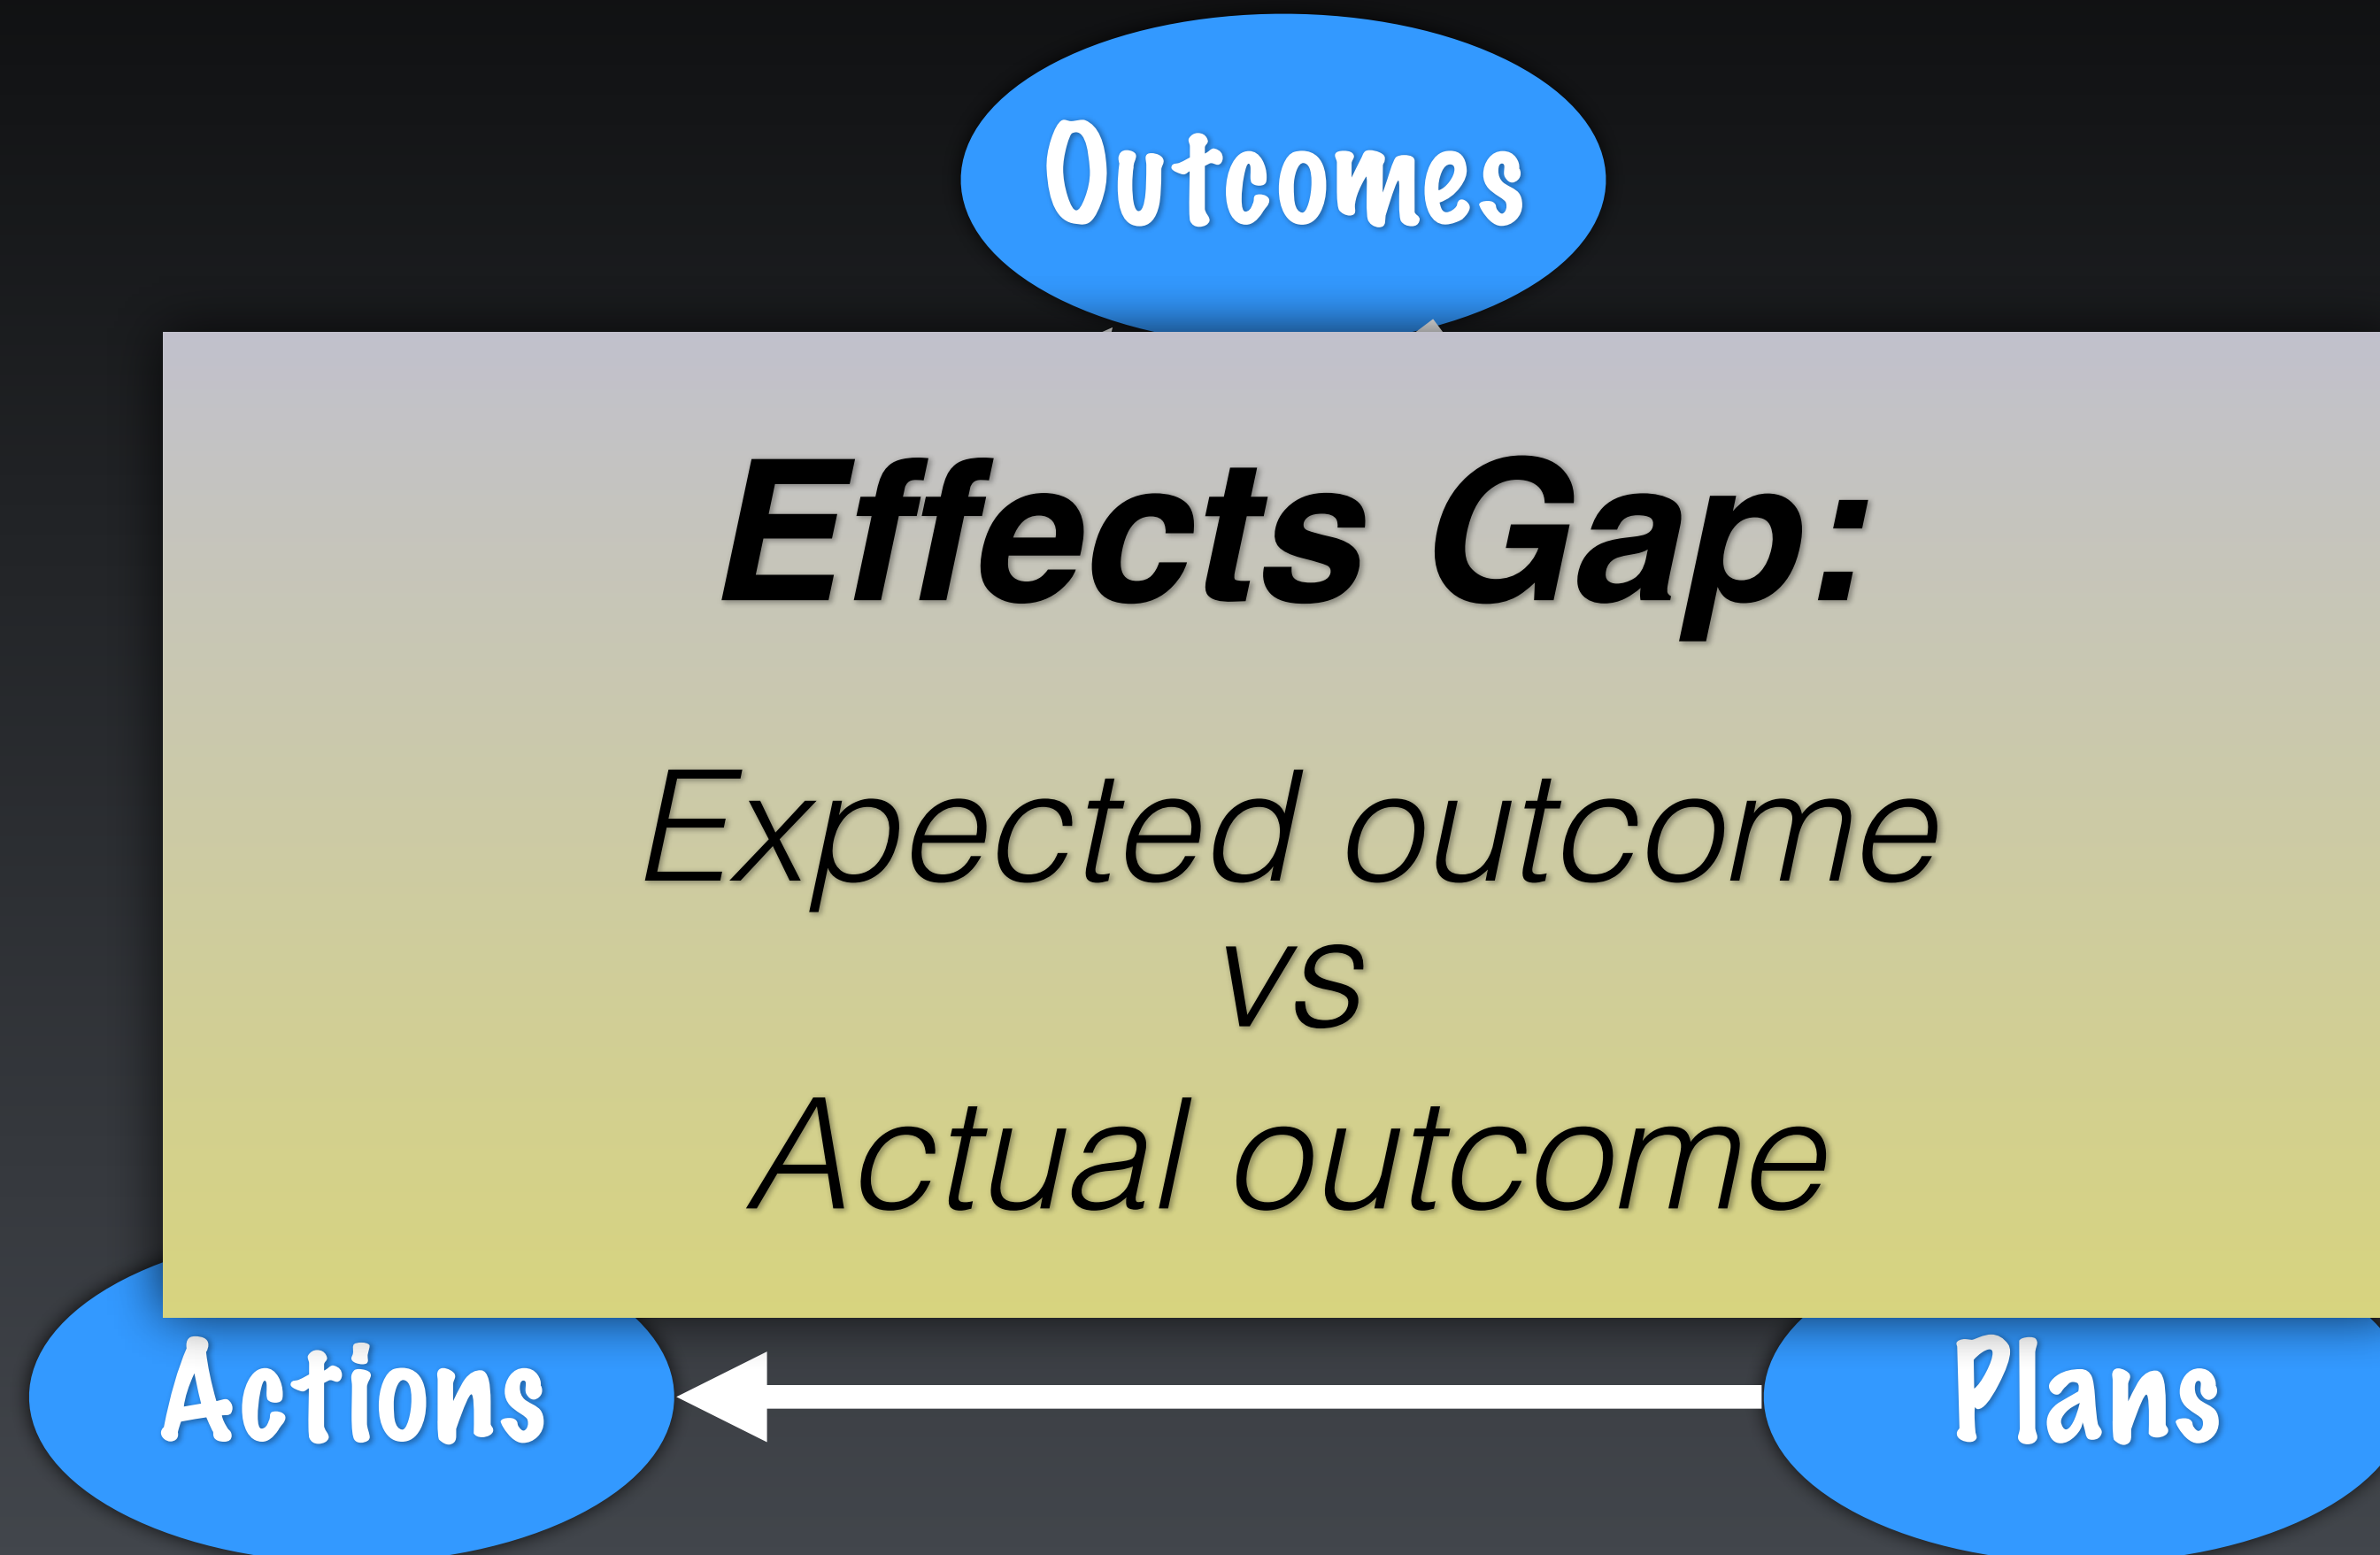 Outcomes
Effects Gap:
Expected outcome
vs
Actual outcome
Actions
Plans